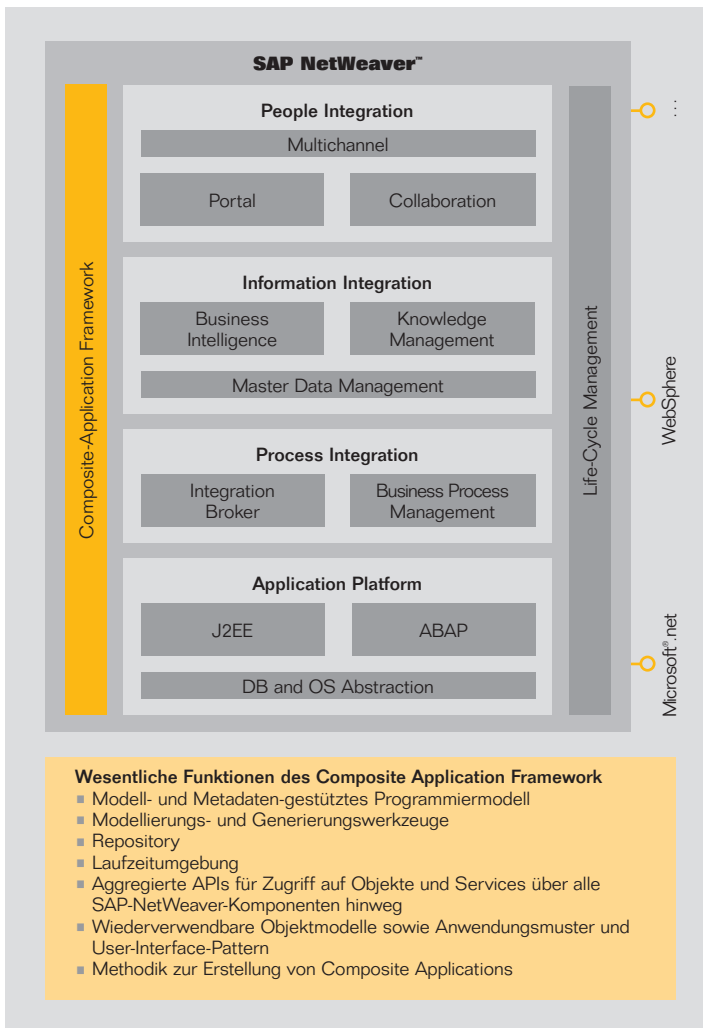 SAP NetWeaver™
Composite-Application Framework
People Integration
Multichannel
Portal
Collaboration
Information Integration
Business
Intelligence
Knowledge
Management
Master Data Management
Process Integration
Integration
Broker
Business Process
Management
Application Platform
J2EE
ABAP
DB and OS Abstraction
Life-Cycle Management
...
WebSphere
Microsoft®.net
Wesentliche Funktionen des Composite Application Framework
■ Modell- und Metadaten-gestütztes Programmiermodell
■ Modellierungs- und Generierungswerkzeuge
■ Repository
■ Laufzeitumgebung
■ Aggregierte APIs für Zugriff auf Objekte und Services über alle
SAP-NetWeaver-Komponenten hinweg
■ Wiederverwendbare Objektmodelle sowie Anwendungsmuster und
User-Interface-Pattern
■ Methodik zur Erstellung von Composite Applications